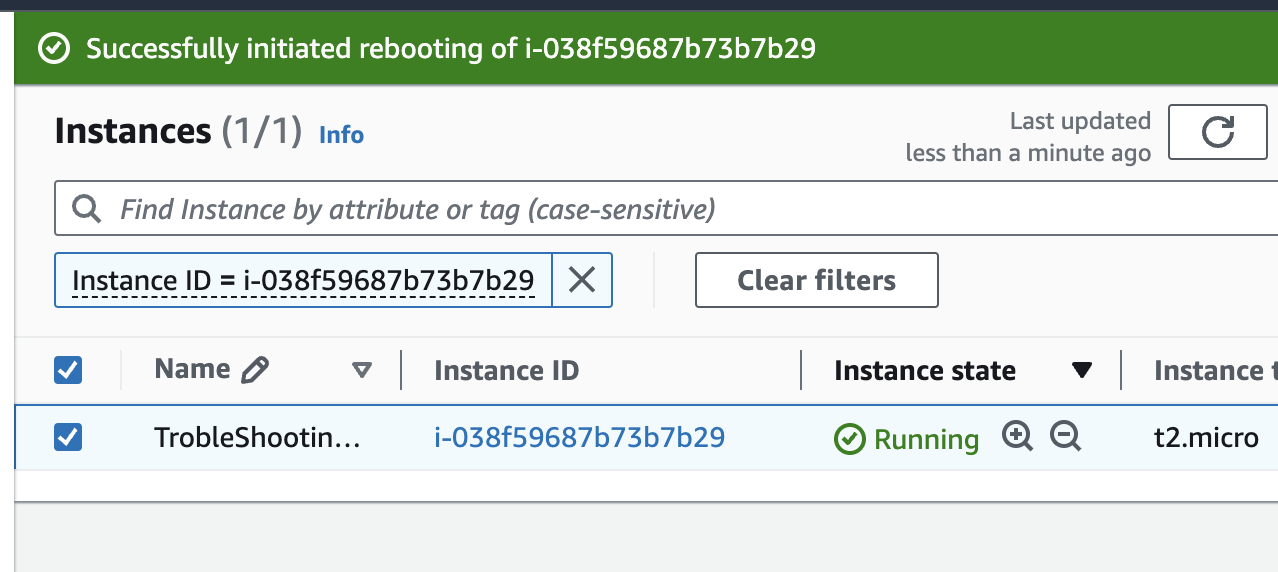 Successfully initiated rebooting of i-038f59687b73b7b29
Instances (1/1) Info
Last updated
less than a minute ago
Find Instance by attribute or tag (case-sensitive)
Instance ID = i-038f59687b73b7b29
Clear filters
Name Instance ID Instance state Instance t
TrobleShootin… i-038f59687b73b7b29 Running t2.micro